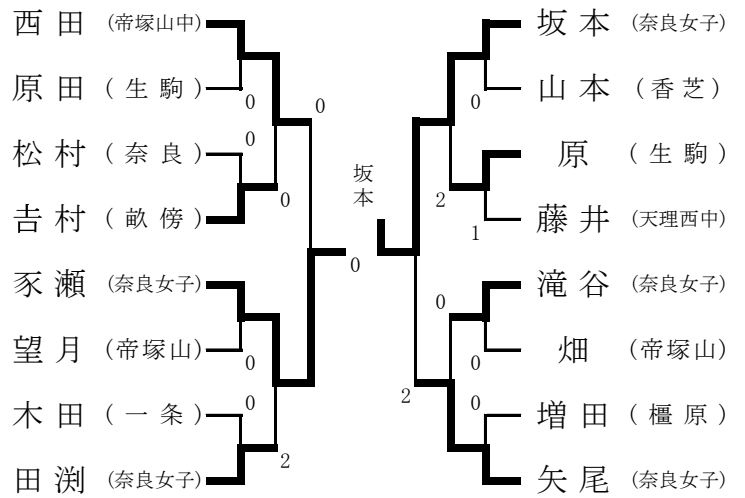 西田 (帝塚山中)
原田 (生駒)
松村 (奈良)
𠮷村 (畝傍)
豕瀬 (奈良女子)
望月 (帝塚山)
木田 (一条)
田渕 (奈良女子)
0
0
0
0
0
0
0
2
坂本
0
坂本 (奈良女子)
山本 (香芝)
原 (生駒)
藤井 (天理西中)
滝谷 (奈良女子)
畑 (帝塚山)
増田 (橿原)
矢尾 (奈良女子)
0
2
1
0
0
2
0